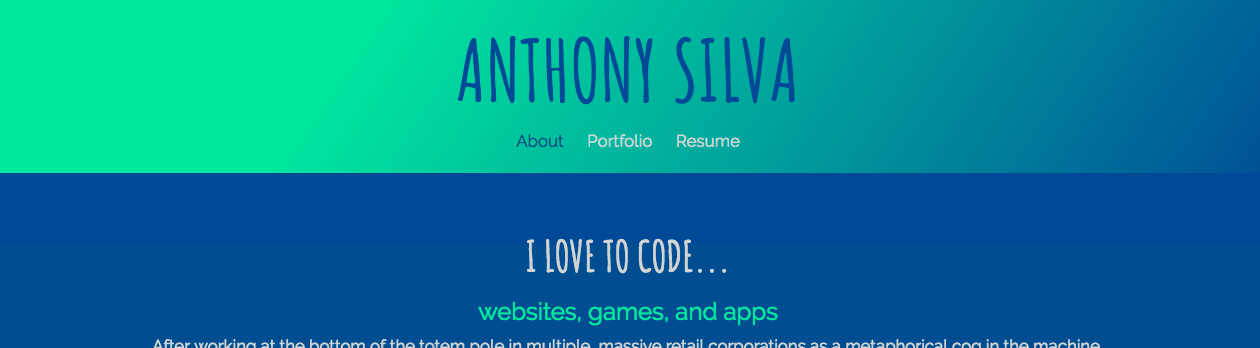 ANTHONY SILVA
About Portfolio Resume
I LOVE TO CODE...
websites, games, and apps
After working at the bottom of the totem pole in multiple, massive retail corporations as a metaphorical cog in the machine,